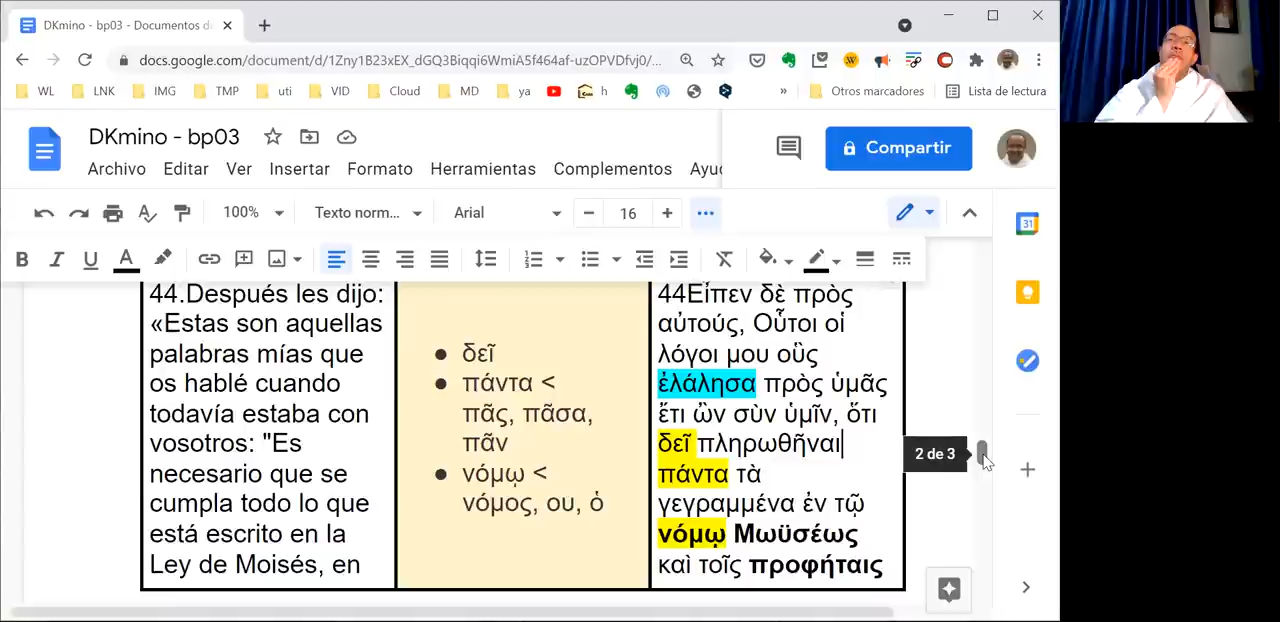 DKmino - bp03 - Documentos d
docs.google.com/document/d/1Zny1B23xEX_dGQ3Biqqi6WmiA5f464af-uzOPVDfvj0/...
WL LNK IMG TMP uti VID Cloud MD ya h » Otros marcadores Lista de lectura
DKmino - bp03
Compartir
Archivo Editar Ver Insertar Formato Herramientas Complementos Ayuc
100% Texto norm... Arial 16
31
44.Después les dijo:
«Estas son aquellas
palabras mías que
os hablé cuando
todavía estaba con
vosotros: "Es
necesario que se
cumpla todo lo que
está escrito en la
Ley de Moisés, en
● δεῖ
● πάντα <
πᾶς, πᾶσα,
πᾶν
● νόμῳ <
νόμος, ου, ὁ
44Εἶπεν δὲ πρὸς
αὐτούς, Οὗτοι οἱ
λόγοι μου οὓς
ἐλάλησα πρὸς ὑμᾶς
ἔτι ὢν σὺν ὑμῖν, ὅτι
δεῖ πληρωθῆναι
πάντα τὰ
γεγραμμένα ἐν τῷ
νόμῳ Μωϋσέως
καὶ τοῖς προφήταις
2 de 3